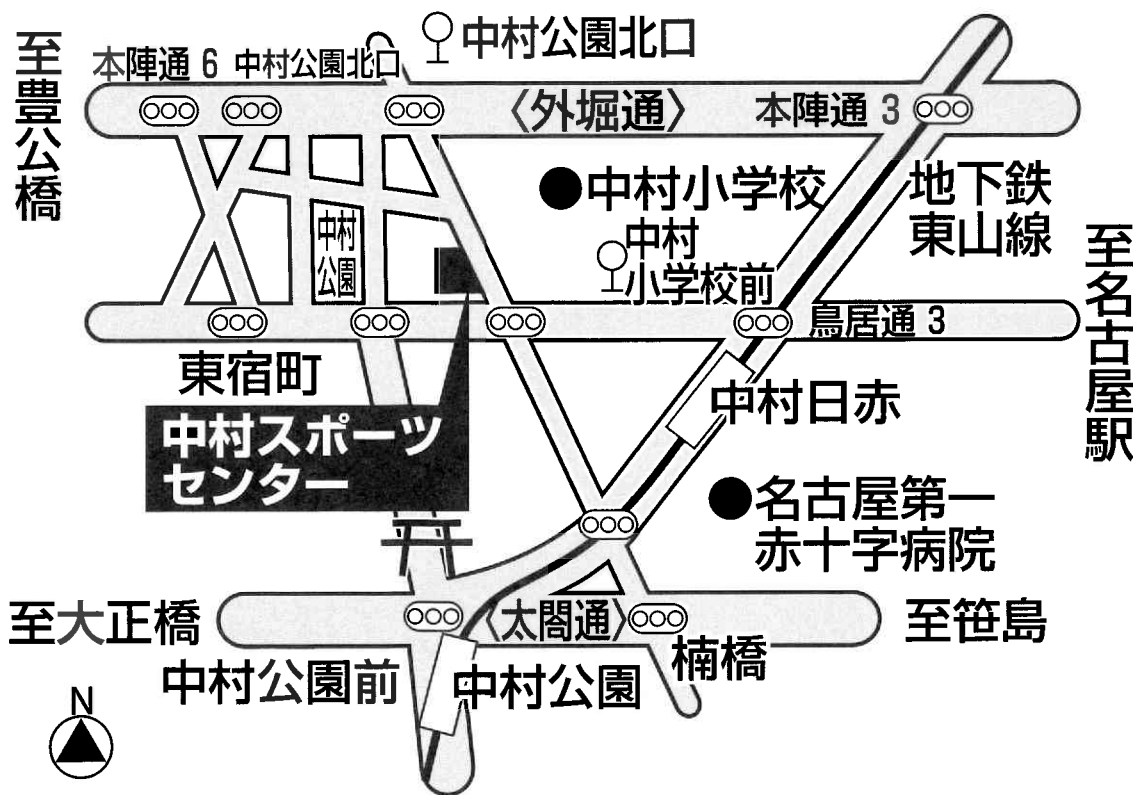 中村公園北口
至豊公橋
本陣通 6
中村公園北口
〈外堀通〉
本陣通 3
中村小学校
地下鉄
東山線
中村
公園
中村
小学校前
至名古屋駅
鳥居通 3
東宿町
中村日赤
中村スポーツ
センター
名古屋第一
赤十字病院
至大正橋
〈太閤通〉
至笹島
楠橋
中村公園前
中村公園
N